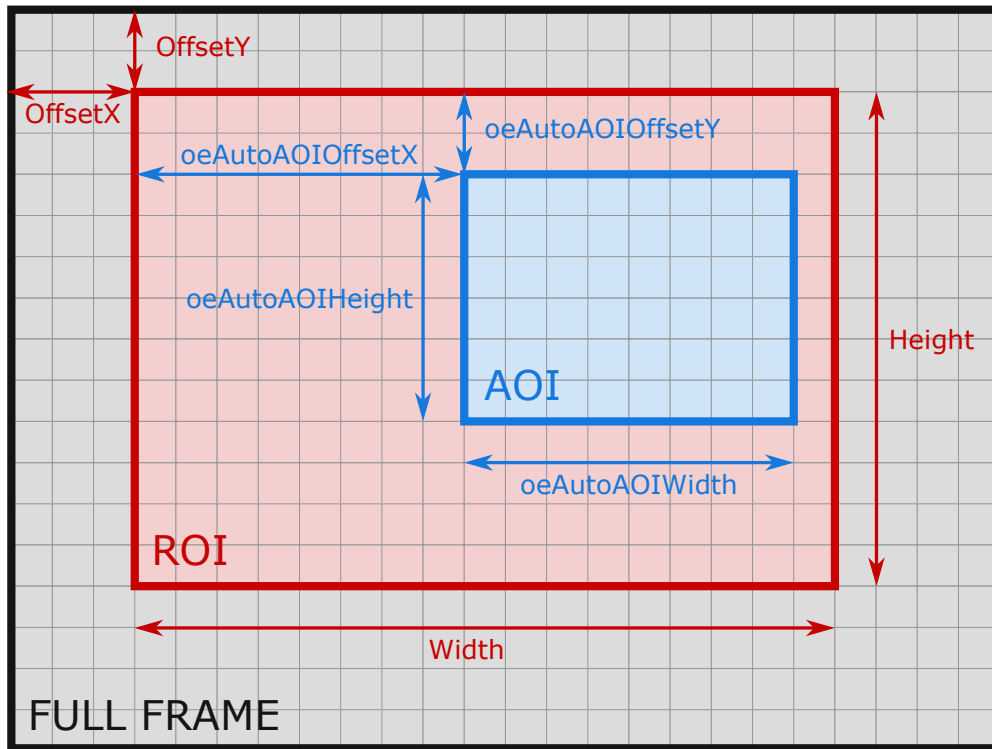 OffsetY
OffsetX
oeAutoAOIOffsetY
oeAutoAOIOffsetX
oeAutoAOIHeight
Height
AOI
oeAutoAOIWidth
ROI
Width
FULL FRAME